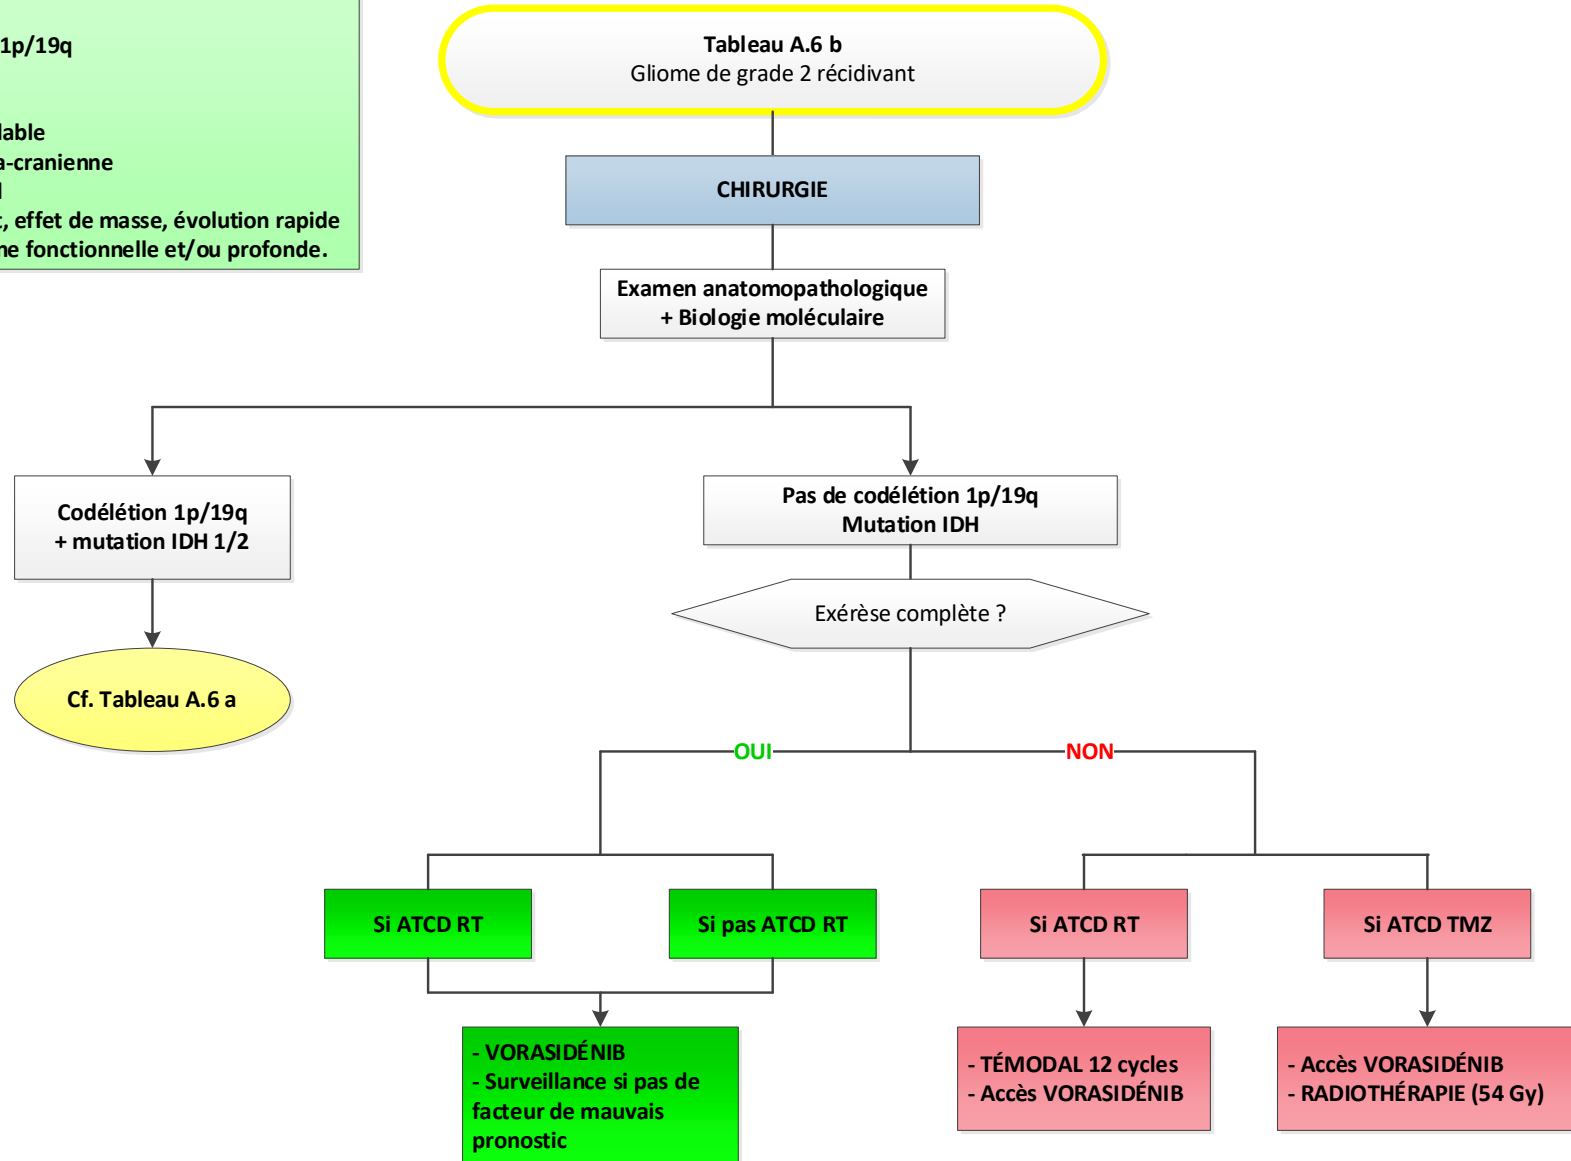 1p/19q
effet de masse, évolution rapide
fonctionnelle et/ou profonde.
Tableau A.6 b
Gliome de grade 2 récidivant
CHIRURGIE
Examen anatomopathologique
+ Biologie moléculaire
Codélétion 1p/19q
+ mutation IDH 1/2
Pas de codélétion 1p/19q
Mutation IDH
Exérèse complète ?
Cf. Tableau A.6 a
OUI
NON
Si ATCD RT
Si pas ATCD RT
Si ATCD RT
Si ATCD TMZ
- VORASIDÉNIB
- Surveillance si pas de
facteur de mauvais
pronostic
- TÉMODAL 12 cycles
- Accès VORASIDÉNIB
- Accès VORASIDÉNIB
- RADIOTHÉRAPIE (54 Gy)